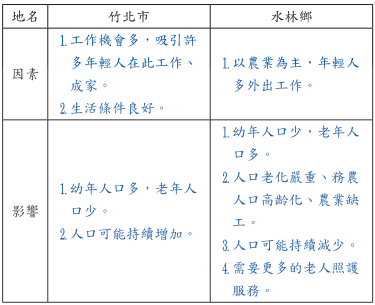 地名
竹北市
水林鄉
因素
1.工作機會多，吸引許
多年輕人在此工作、
成家。
2.生活條件良好。
1.以農業為主，年輕人
多外出工作。
影響
1.幼年人口多，老年人
口少。
2.人口可能持續增加。
1.幼年人口少，老年人
口多。
2.人口老化嚴重、務農
人口高齡化、農業缺
工。
3.人口可能持續減少。
4.需要更多的老人照護
服務。